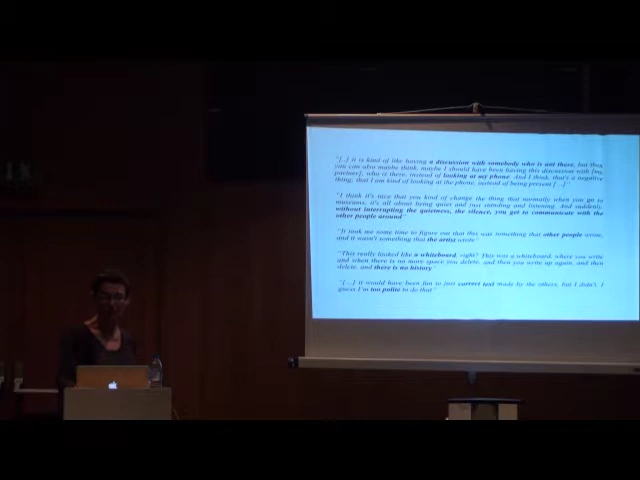 "[...] it is kind of like having a discussion with somebody who is not there, but then
you can also maybe think, maybe I should have been having this discussion with [my
partner], who is there, instead of looking at my phone. And I think, that's a negative
thing, that I am kind of looking at the phone, instead of being present [...]"
"I think it's nice that you kind of change the thing that normally when you go to
museums, it's all about being quiet and just standing and listening. And suddenly,
without interrupting the quietness, the silence, you get to communicate with the
other people around"
"It took me some time to figure out that this was something that other people wrote,
and it wasn't something that the artist wrote"
"This really looked like a whiteboard, right? This was a whiteboard, where you write
and when there is no more space you delete, and then you write up again, and then
delete, and there is no history"
"[...] it would have been fun to just correct text made by the others, but I didn't. I
guess I'm too polite to do that"